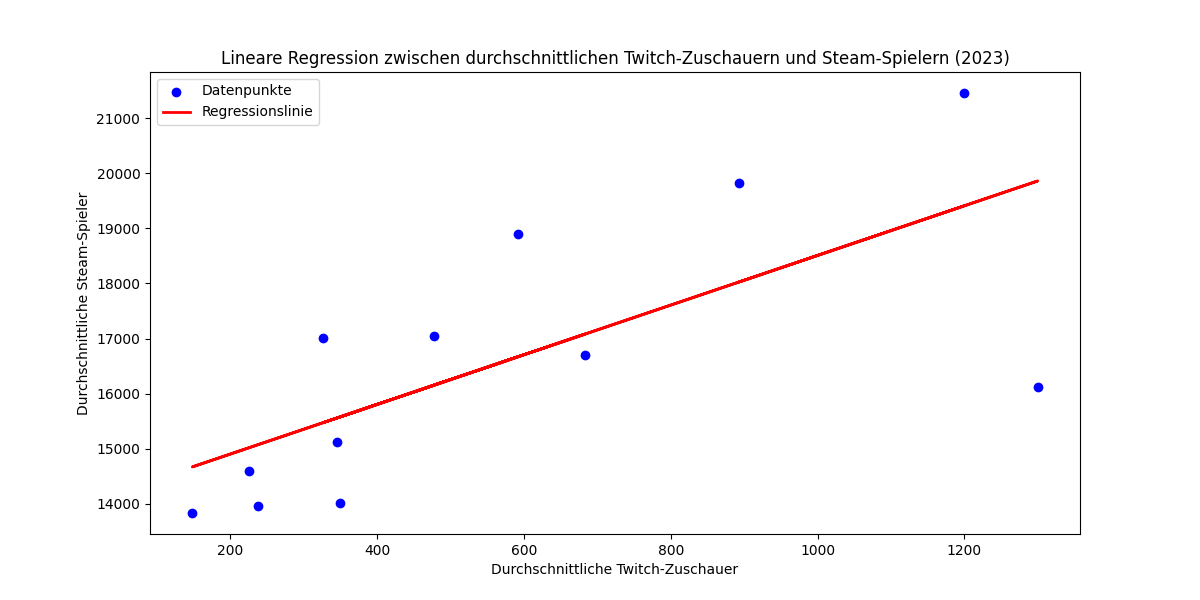 Lineare Regression zwischen durchschnittlichen Twitch-Zuschauern und Steam-Spielern (2023)
Datenpunkte
Regressionslinie
21000
20000
19000
18000
17000
16000
15000
14000
Durchschnittliche Steam-Spieler
200
400
600
800
1000
1200
Durchschnittliche Twitch-Zuschauer